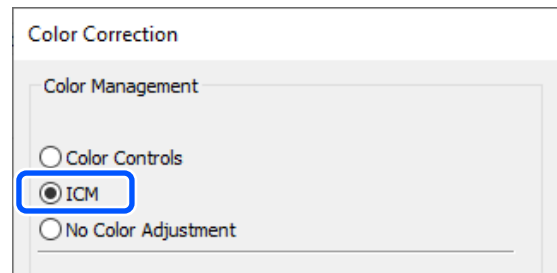 Color Correction
Color Management
Color Controls
ICM
No Color Adjustment